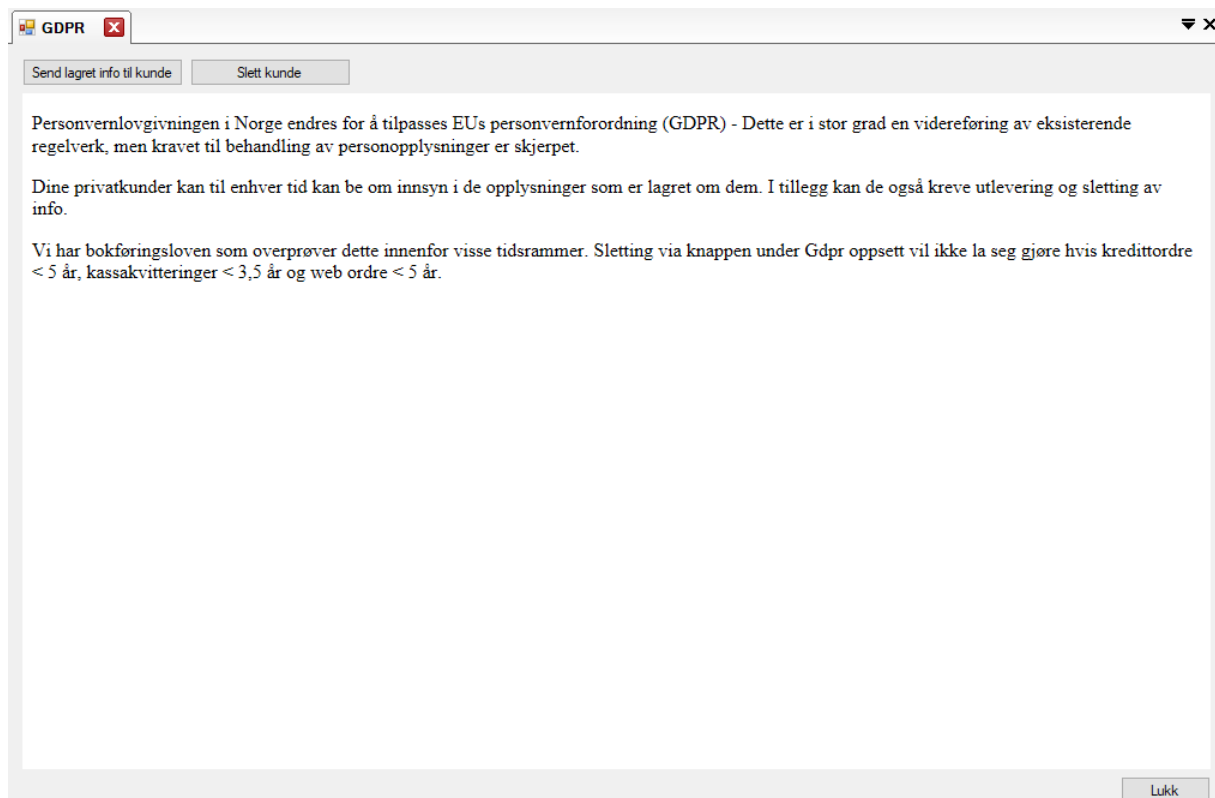 GDPR
Send lagret info til kunde
Slett kunde
Personvernlovgivningen i Norge endres for å tilpasses EUs personvernforordning (GDPR) - Dette er i stor grad en videreføring av eksisterende
regelverk, men kravet til behandling av personopplysninger er skjerpet.
Dine privatkunder kan til enhver tid kan be om innsyn i de opplysninger som er lagret om dem. I tillegg kan de også kreve utlevering og sletting av
info.
Vi har bokføringsloven som overprøver dette innenfor visse tidsrammer. Sletting via knappen under Gdpr oppsett vil ikke la seg gjøre hvis kredittordre
< 5 år, kassakvitteringer < 3,5 år og web ordre < 5 år.
Lukk